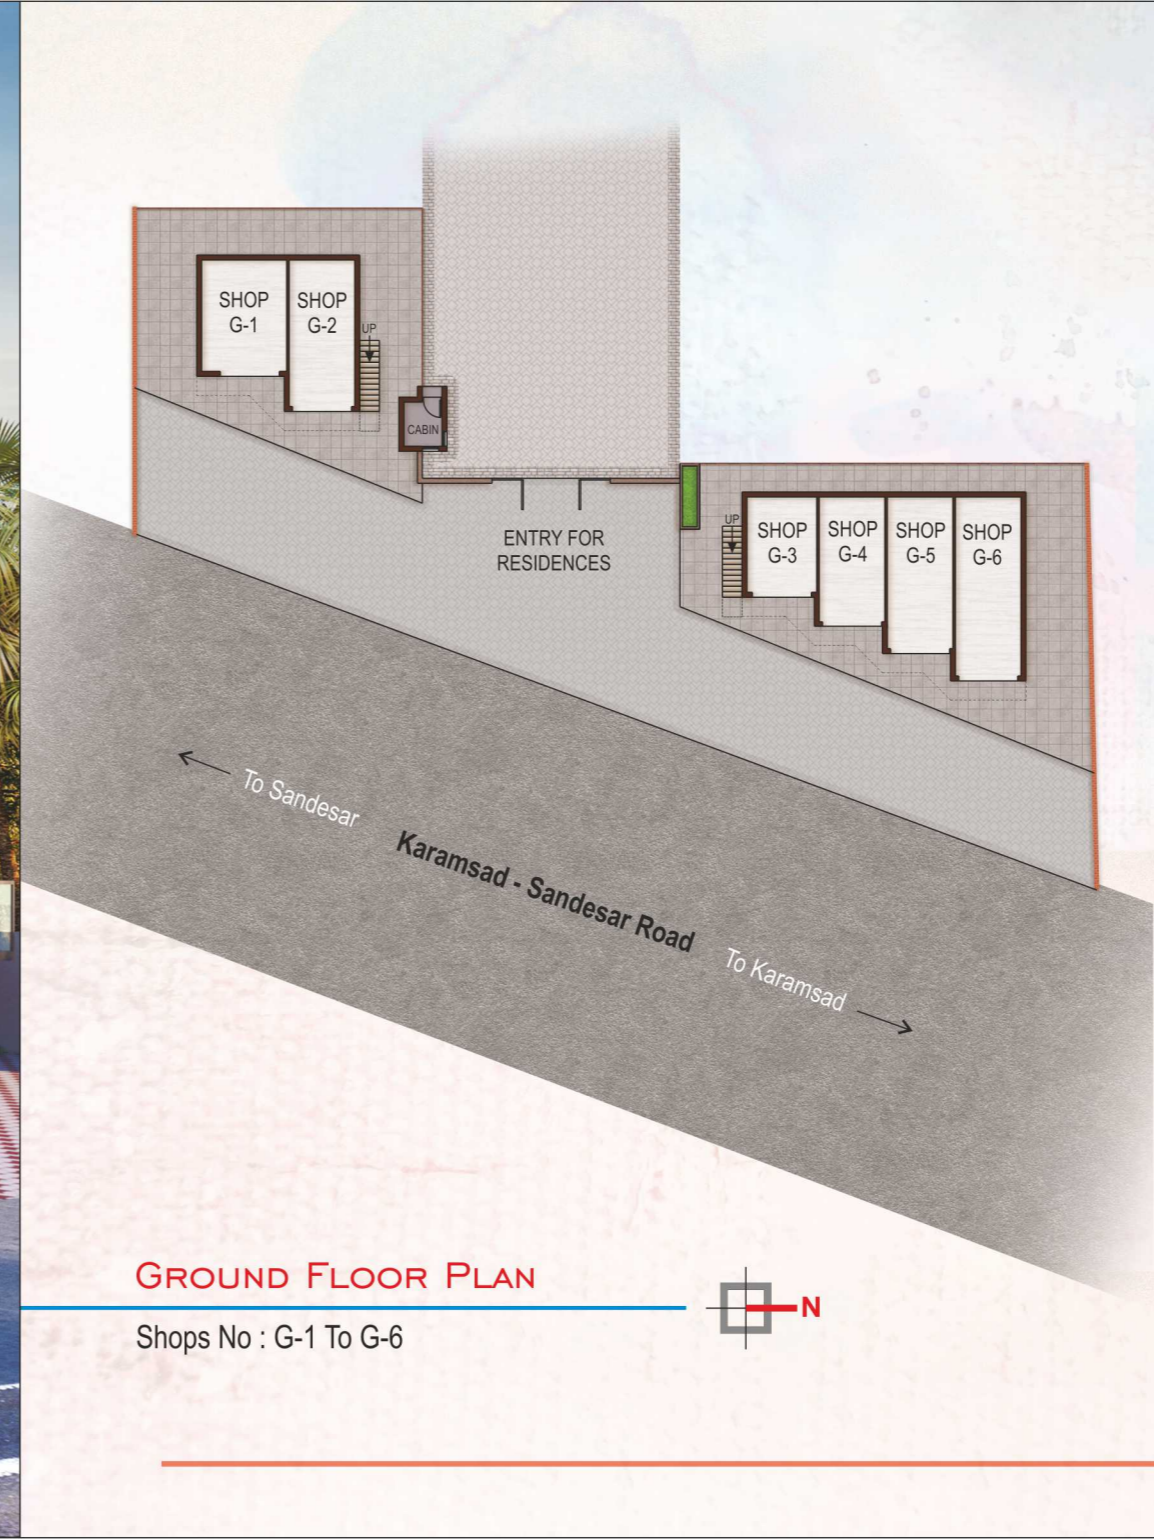 SHOP
G-1
SHOP
G-2
UP
CABIN
ENTRY FOR
RESIDENCES
UP
SHOP
G-3
SHOP
G-4
SHOP
G-5
SHOP
G-6
To Sandesar
Karamsad - Sandesar Road
To Karamsad
GROUND FLOOR PLAN
N
Shops No : G-1 To G-6